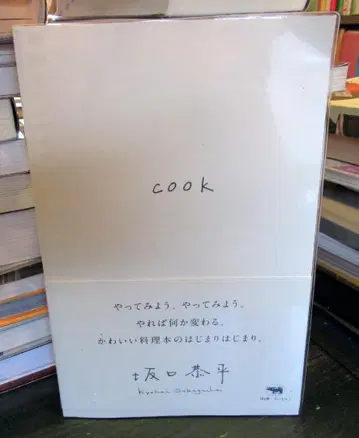 cook
やってみよう、やってみよう。
やれば何か変わる。
かわいい料理本のはじまりはじまり。
坂口恭平
Kyohei Sakaguchi